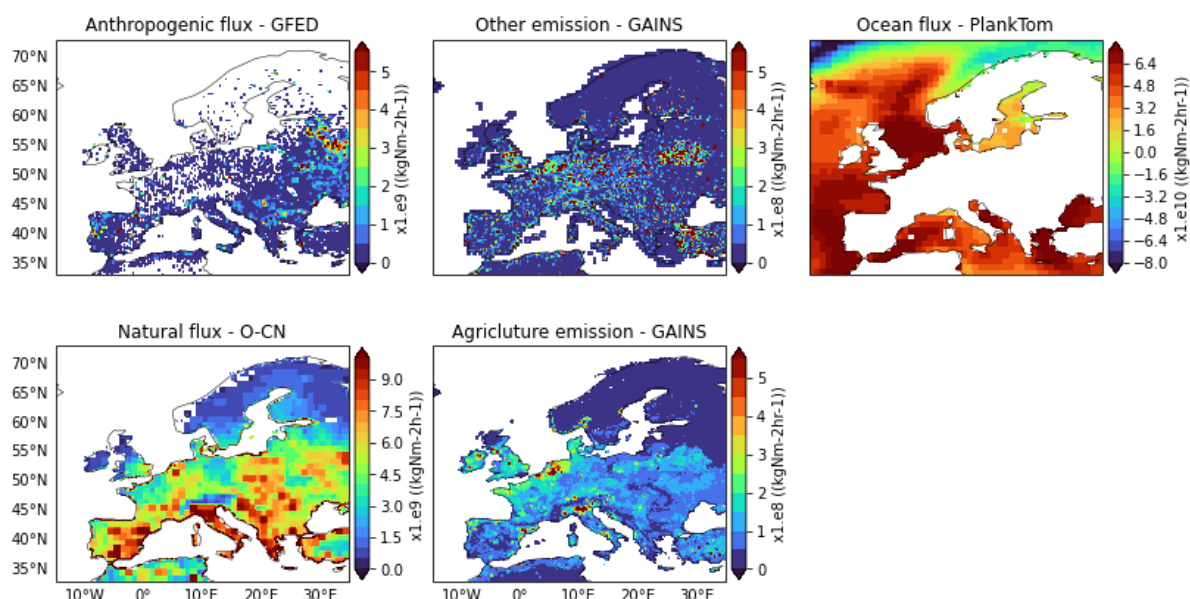 Anthropogenic flux - GFED
70°N
65°N
60°N
55°N
50°N
45°N
40°N
35°N
5
4
3
2
1
0
x1.e9 ((kgNm-2hr-1))
Other emission - GAINS
5
4
3
2
1
0
x1.e8 ((kgNm-2hr-1))
Ocean flux - PlankTom
6.4
4.8
3.2
1.6
0.0
−1.6
−3.2
−4.8
−6.4
−8.0
x1.e10 ((kgNm-2hr-1))
Natural flux - O-CN
70°N
65°N
60°N
55°N
50°N
45°N
40°N
35°N
10°W 0° 10°E 20°E 30°E
9.0
7.5
6.0
4.5
3.0
1.5
0.0
x1.e9 ((kgNm-2h-1))
Agricluture emission - GAINS
10°W 0° 10°E 20°E 30°E
5
4
3
2
1
0
x1.e8 ((kgNm-2hr-1))